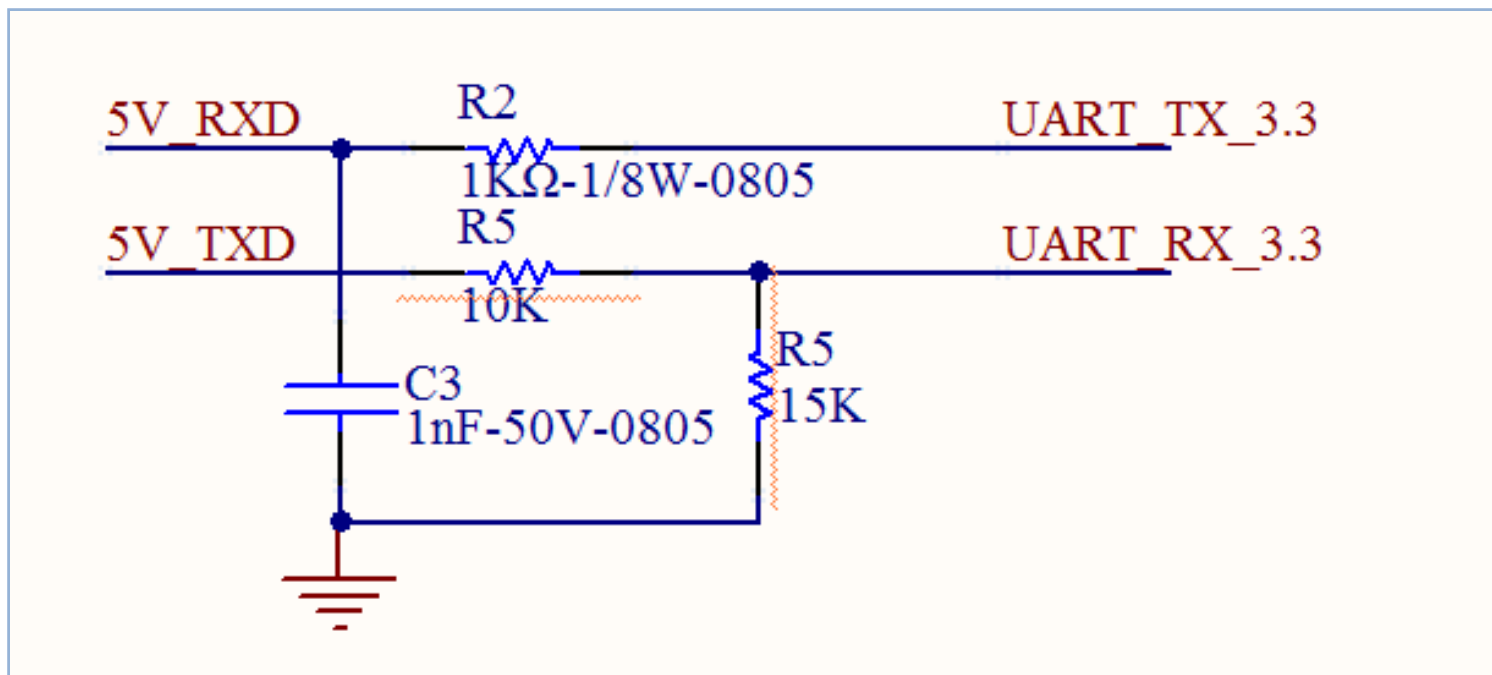 5V_RXD
R2
UART_TX_3.3
1KΩ-1/8W-0805
5V_TXD
R5
UART_RX_3.3
10K
R5
15K
C3
1nF-50V-0805